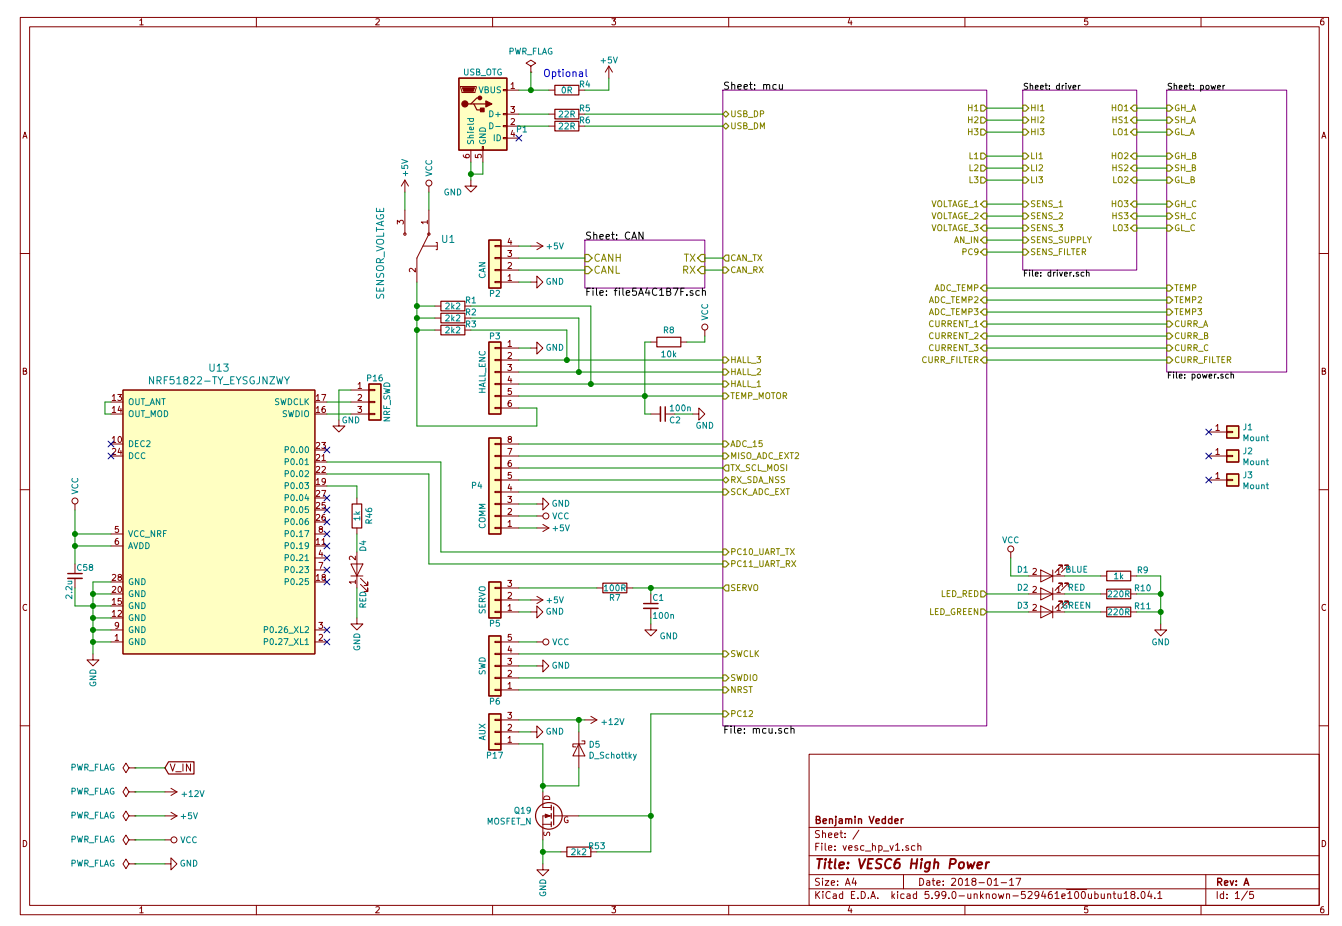 1 2 3 4 5 6
A
B
C
D
PWR_FLAG
USB_OTG
Optional
+5V
VBUS 1
0R R4
D+ 3
22R R5
D- 2
22R R6
ID 4
P1
Shield
GND
6 5
GND
+5V
VCC
SENSOR_VOLTAGE
3 1
U1
2
CAN
4 +5V
3
2
1 GND
P2
Sheet: CAN
CANH TX
CANL RX
File: file5A4C1B7F.sch
2k2 R1
2k2 R2
2k2 R3
P3
HALL_ENC
1 GND
2
3
4
5
6
R8
10k
VCC
100n
C2
GND
Sheet: mcu
USB_DP
USB_DM
CAN_TX
CAN_RX
HALL_3
HALL_2
HALL_1
TEMP_MOTOR
ADC_15
MISO_ADC_EXT2
TX_SCL_MOSI
RX_SDA_NSS
SCK_ADC_EXT
PC10_UART_TX
PC11_UART_RX
SERVO
SWCLK
SWDIO
NRST
PC12
File: mcu.sch
H1
H2
H3
L1
L2
L3
VOLTAGE_1
VOLTAGE_2
VOLTAGE_3
AN_IN
PC9
ADC_TEMP
ADC_TEMP2
ADC_TEMP3
CURRENT_1
CURRENT_2
CURRENT_3
CURR_FILTER
LED_RED
LED_GREEN
Sheet: driver
HI1 HO1
HI2 HS1
HI3 LO1
LI1 HO2
LI2 HS2
LI3 LO2
SENS_1 HO3
SENS_2 HS3
SENS_3 LO3
SENS_SUPPLY
SENS_FILTER
File: driver.sch
Sheet: power
GH_A
SH_A
GL_A
GH_B
SH_B
GL_B
GH_C
SH_C
GL_C
TEMP
TEMP2
TEMP3
CURR_A
CURR_B
CURR_C
CURR_FILTER
File: power.sch
1 J1
Mount
1 J2
Mount
1 J3
Mount
U13
NRF51822-TY_EYSGJNZWY
13 OUT_ANT SWDCLK 17
14 OUT_MOD SWDIO 16
10 DEC2
24 DCC
P0.00 23
P0.01 21
P0.02 22
P0.03 19
P0.04 27
P0.05 25
P0.06 26
5 VCC_NRF P0.17 8
6 AVDD P0.19 11
P0.21 4
P0.23 7
28 GND P0.25 18
20 GND
15 GND
12 GND
9 GND P0.26_XL2 3
1 GND P0.27_XL1 2
VCC
C58
2.2u
GND
P16
NRF_SWD
1
2
3
GND
1k
R46
D4
2
1
RED
GND
P4
COMM
8
7
6
5
4
3 GND
2 VCC
1 +5V
SERVO
3
2 +5V
1 GND
P5
100R
R7
C1
100n
GND
SWD
5 VCC
4
3 GND
2
1
P6
AUX
3 +12V
2 GND
1
P17
D5
D_Schottky
Q19
MOSFET_N
D
G
S
2k2 R53
GND
VCC
D1 2 1 BLUE 1k R9
D2 2 1 RED 220R R10
D3 2 1 GREEN 220R R11
GND
PWR_FLAG V_IN
PWR_FLAG +12V
PWR_FLAG +5V
PWR_FLAG VCC
PWR_FLAG GND
Benjamin Vedder
Sheet: /
File: vesc_hp_v1.sch
Title: VESC6 High Power
Size: A4 Date: 2018-01-17 Rev: A
KiCad E.D.A. kicad 5.99.0-unknown-529461e100ubuntu18.04.1 Id: 1/5
1 2 3 4 5 6
A
B
C
D